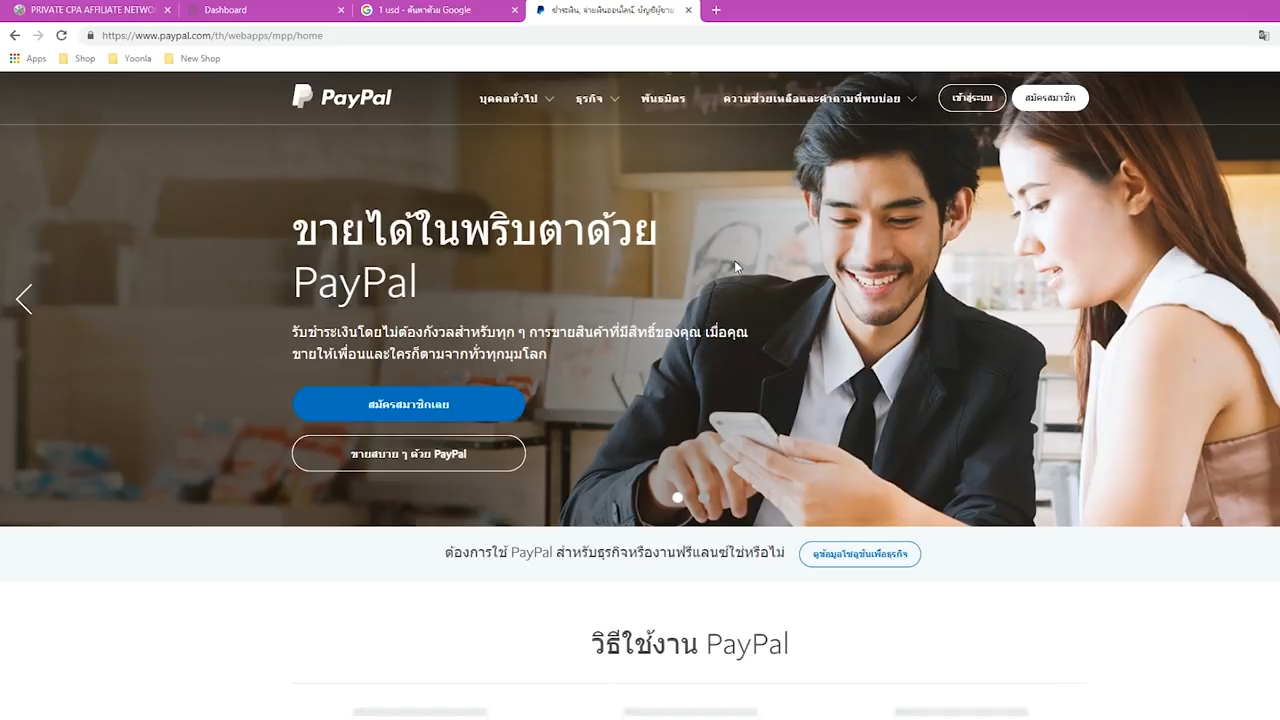 PRIVATE CPA AFFILIATE NETWO
Dashboard
1 usd - ค้นหาด้วย Google
ชำระเงิน, จ่ายเงินออนไลน์, บัญชีผู้ขาย
https://www.paypal.com/th/webapps/mpp/home
Apps
Shop
Yoonla
New Shop
PayPal
บุคคลทั่วไป
ธุรกิจ
พันธมิตร
ความช่วยเหลือและคำถามที่พบบ่อย
เข้าสู่ระบบ
สมัครสมาชิก
ขายได้ในพริบตาด้วย
PayPal
รับชำระเงินโดยไม่ต้องกังวลสำหรับทุก ๆ การขายสินค้าที่มีสิทธิ์ของคุณ เมื่อคุณ
ขายให้เพื่อนและใครก็ตามจากทั่วทุกมุมโลก
สมัครสมาชิกเลย
ขายสบาย ๆ ด้วย PayPal
ต้องการใช้ PayPal สำหรับธุรกิจหรืองานฟรีแลนซ์ใช่หรือไม่
ดูข้อมูลโซลูชันเพื่อธุรกิจ
วิธีใช้งาน PayPal